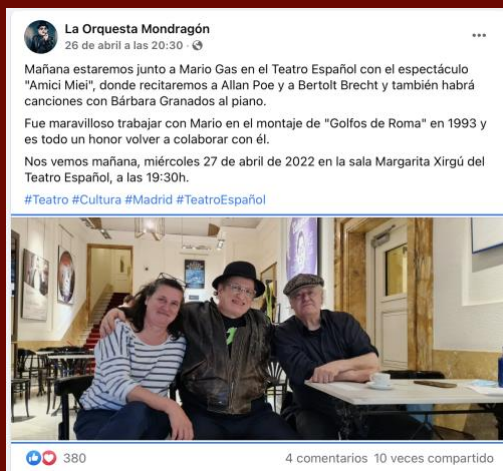 La Orquesta Mondragón
26 de abril a las 20:30 ·
Mañana estaremos junto a Mario Gas en el Teatro Español con el espectáculo
"Amici Miei", donde recitaremos a Allan Poe y a Bertolt Brecht y también habrá
canciones con Bárbara Granados al piano.
Fue maravilloso trabajar con Mario en el montaje de "Golfos de Roma" en 1993 y
es todo un honor volver a colaborar con él.
Nos vemos mañana, miércoles 27 de abril de 2022 en la sala Margarita Xirgú del
Teatro Español, a las 19:30h.
#Teatro #Cultura #Madrid #TeatroEspañol
380
4 comentarios 10 veces compartido